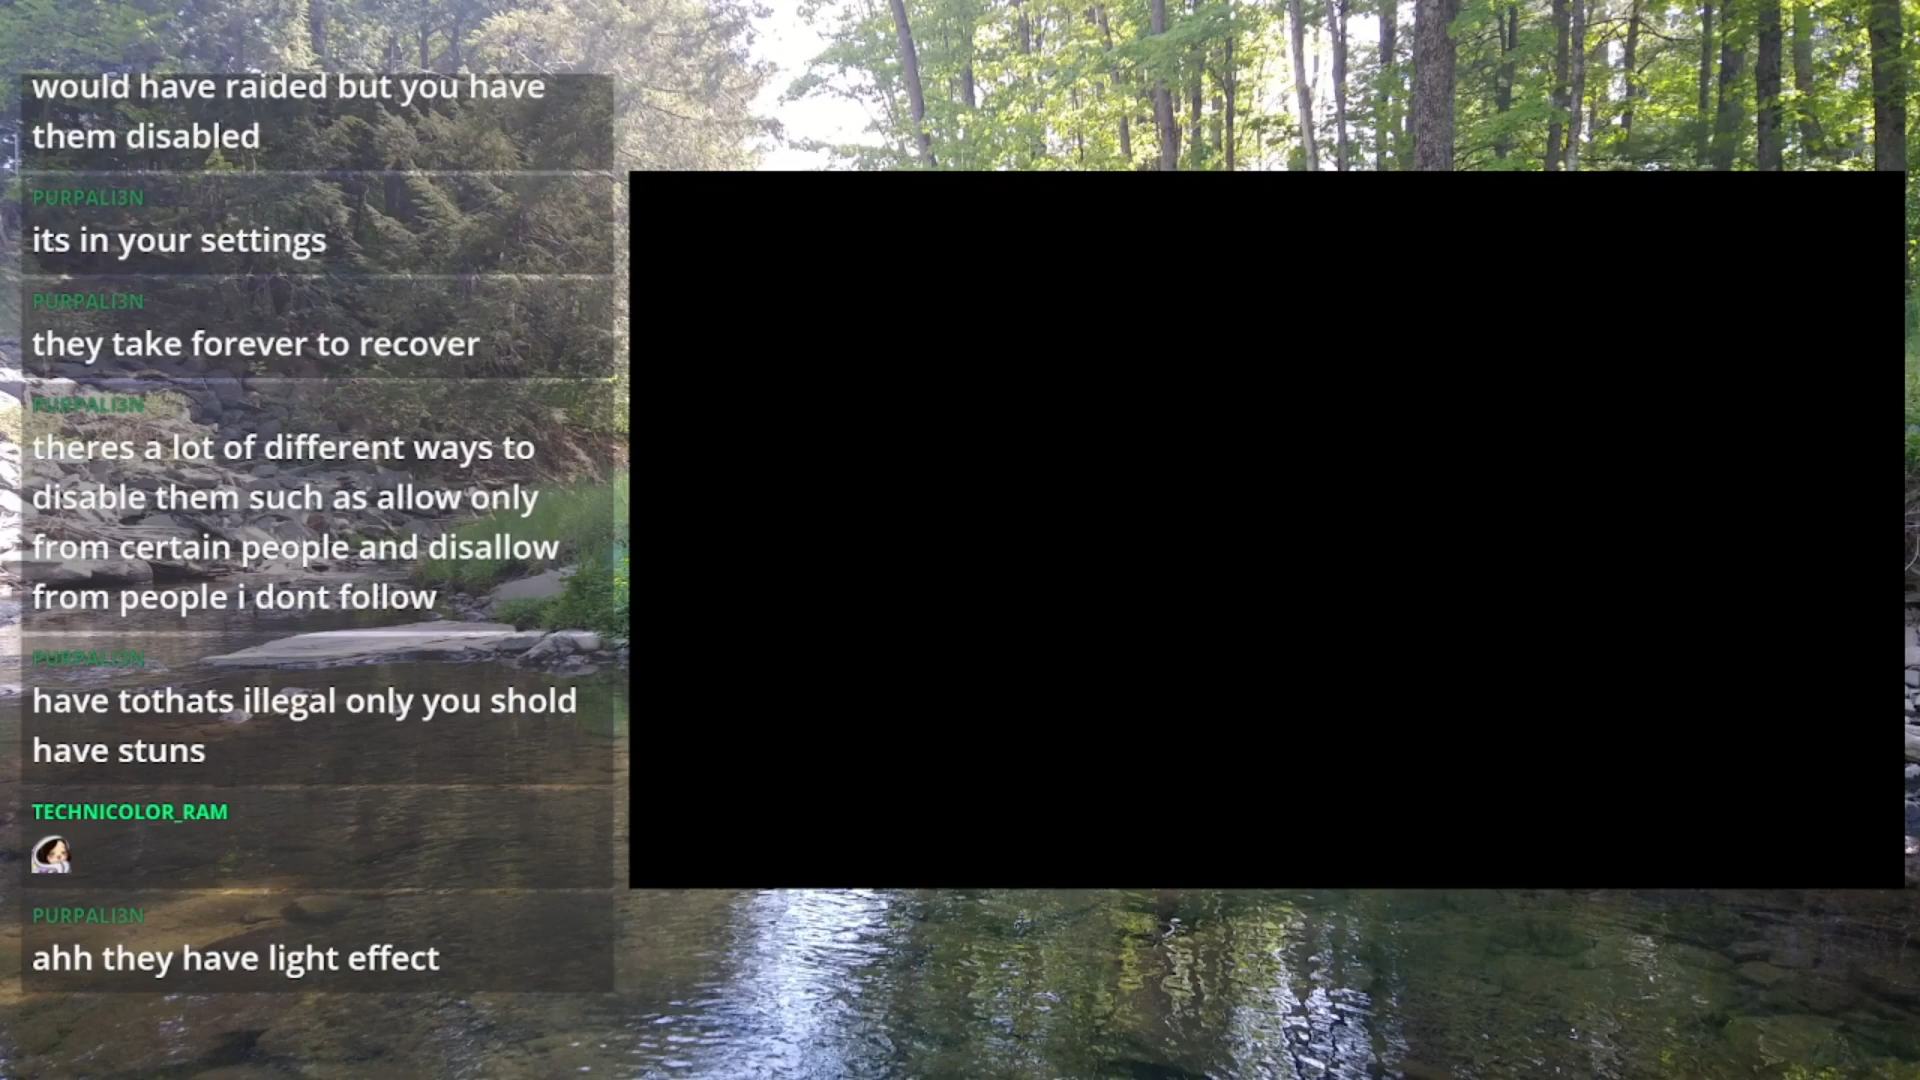 would have raided but you have
them disabled
PURPALI3N
its in your settings
PURPALI3N
they take forever to recover
PURPALI3N
theres a lot of different ways to
disable them such as allow only
from certain people and disallow
from people i dont follow
PURPALI3N
have tothats illegal only you shold
have stuns
TECHNICOLOR_RAM
PURPALI3N
ahh they have light effect